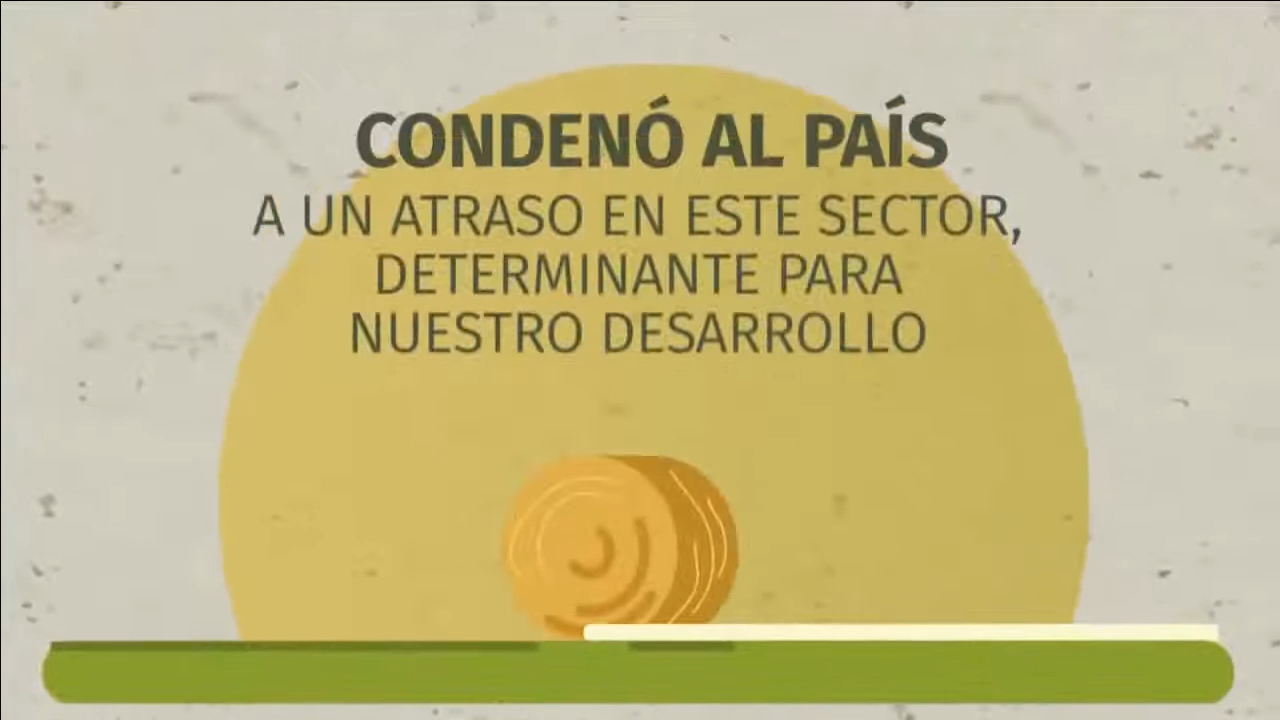 CONDENÓ AL PAÍS
A UN ATRASO EN ESTE SECTOR,
DETERMINANTE PARA
NUESTRO DESARROLLO